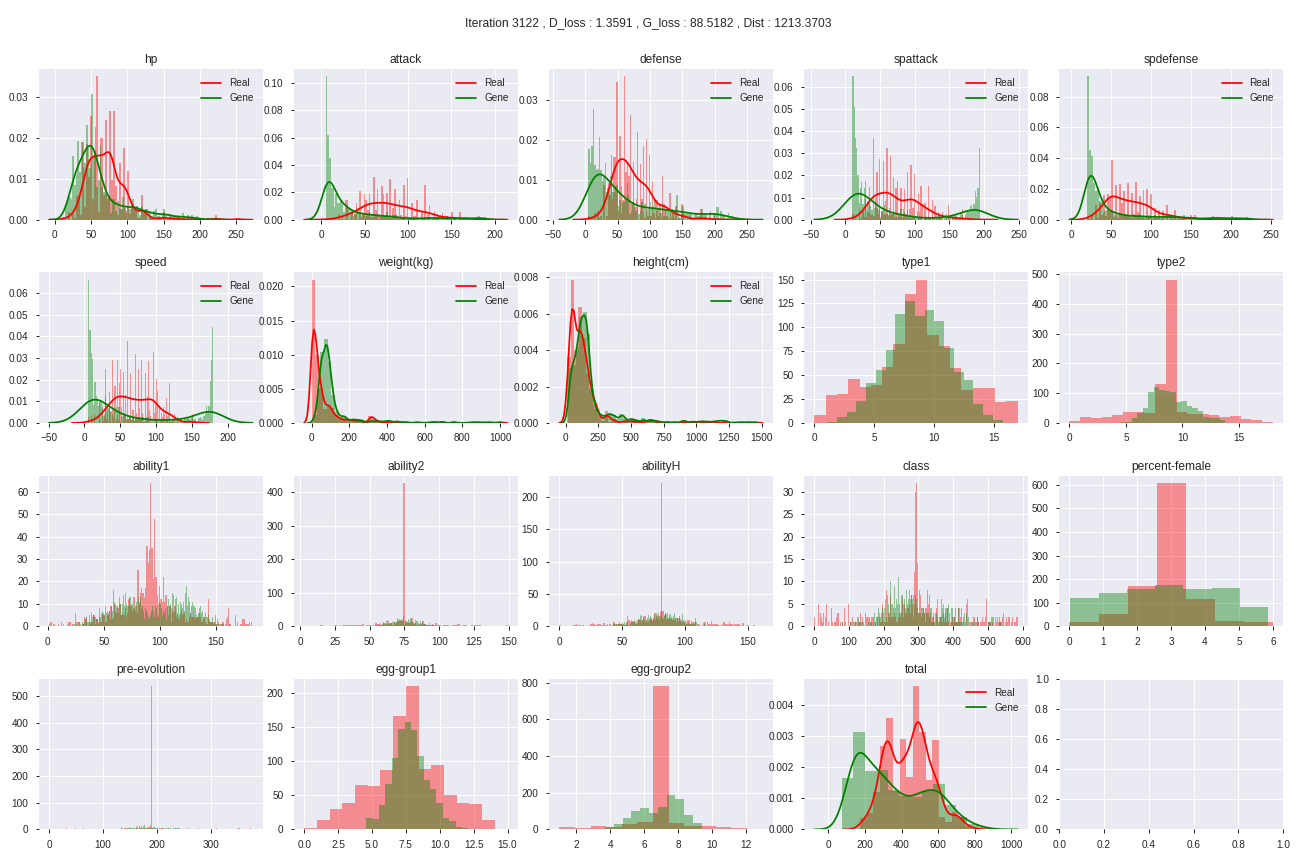 Iteration 3122 , D_loss : 1.3591 , G_loss : 88.5182 , Dist : 1213.3703
hp
Real
Gene
0.03
0.02
0.01
0.00
0 50 100 150 200 250
attack
Real
Gene
0.10
0.08
0.06
0.04
0.02
0.00
0 50 100 150 200
defense
Real
Gene
0.03
0.02
0.01
0.00
−50 0 50 100 150 200 250
spattack
Real
Gene
0.06
0.05
0.04
0.03
0.02
0.01
0.00
−50 0 50 100 150 200 250
spdefense
Real
Gene
0.08
0.06
0.04
0.02
0.00
0 50 100 150 200 250
speed
Real
Gene
0.06
0.05
0.04
0.03
0.02
0.01
0.00
−50 0 50 100 150 200
weight(kg)
Real
Gene
0.020
0.015
0.010
0.005
0.000
0 200 400 600 800 1000
height(cm)
Real
Gene
0.008
0.006
0.004
0.002
0.000
0 250 500 750 1000 1250 1500
type1
150
125
100
75
50
25
0
0 5 10 15
type2
500
400
300
200
100
0
0 5 10 15
ability1
60
50
40
30
20
10
0
0 50 100 150
ability2
400
300
200
100
0
0 25 50 75 100 125 150
abilityH
200
150
100
50
0
0 50 100 150
class
30
25
20
15
10
5
0
0 100 200 300 400 500 600
percent-female
600
500
400
300
200
100
0
0 1 2 3 4 5 6
pre-evolution
500
400
300
200
100
0
0 100 200 300
egg-group1
200
150
100
50
0
0.0 2.5 5.0 7.5 10.0 12.5 15.0
egg-group2
800
600
400
200
0
2 4 6 8 10 12
total
Real
Gene
0.004
0.003
0.002
0.001
0.000
0 200 400 600 800 1000
1.0
0.8
0.6
0.4
0.2
0.0
0.0 0.2 0.4 0.6 0.8 1.0